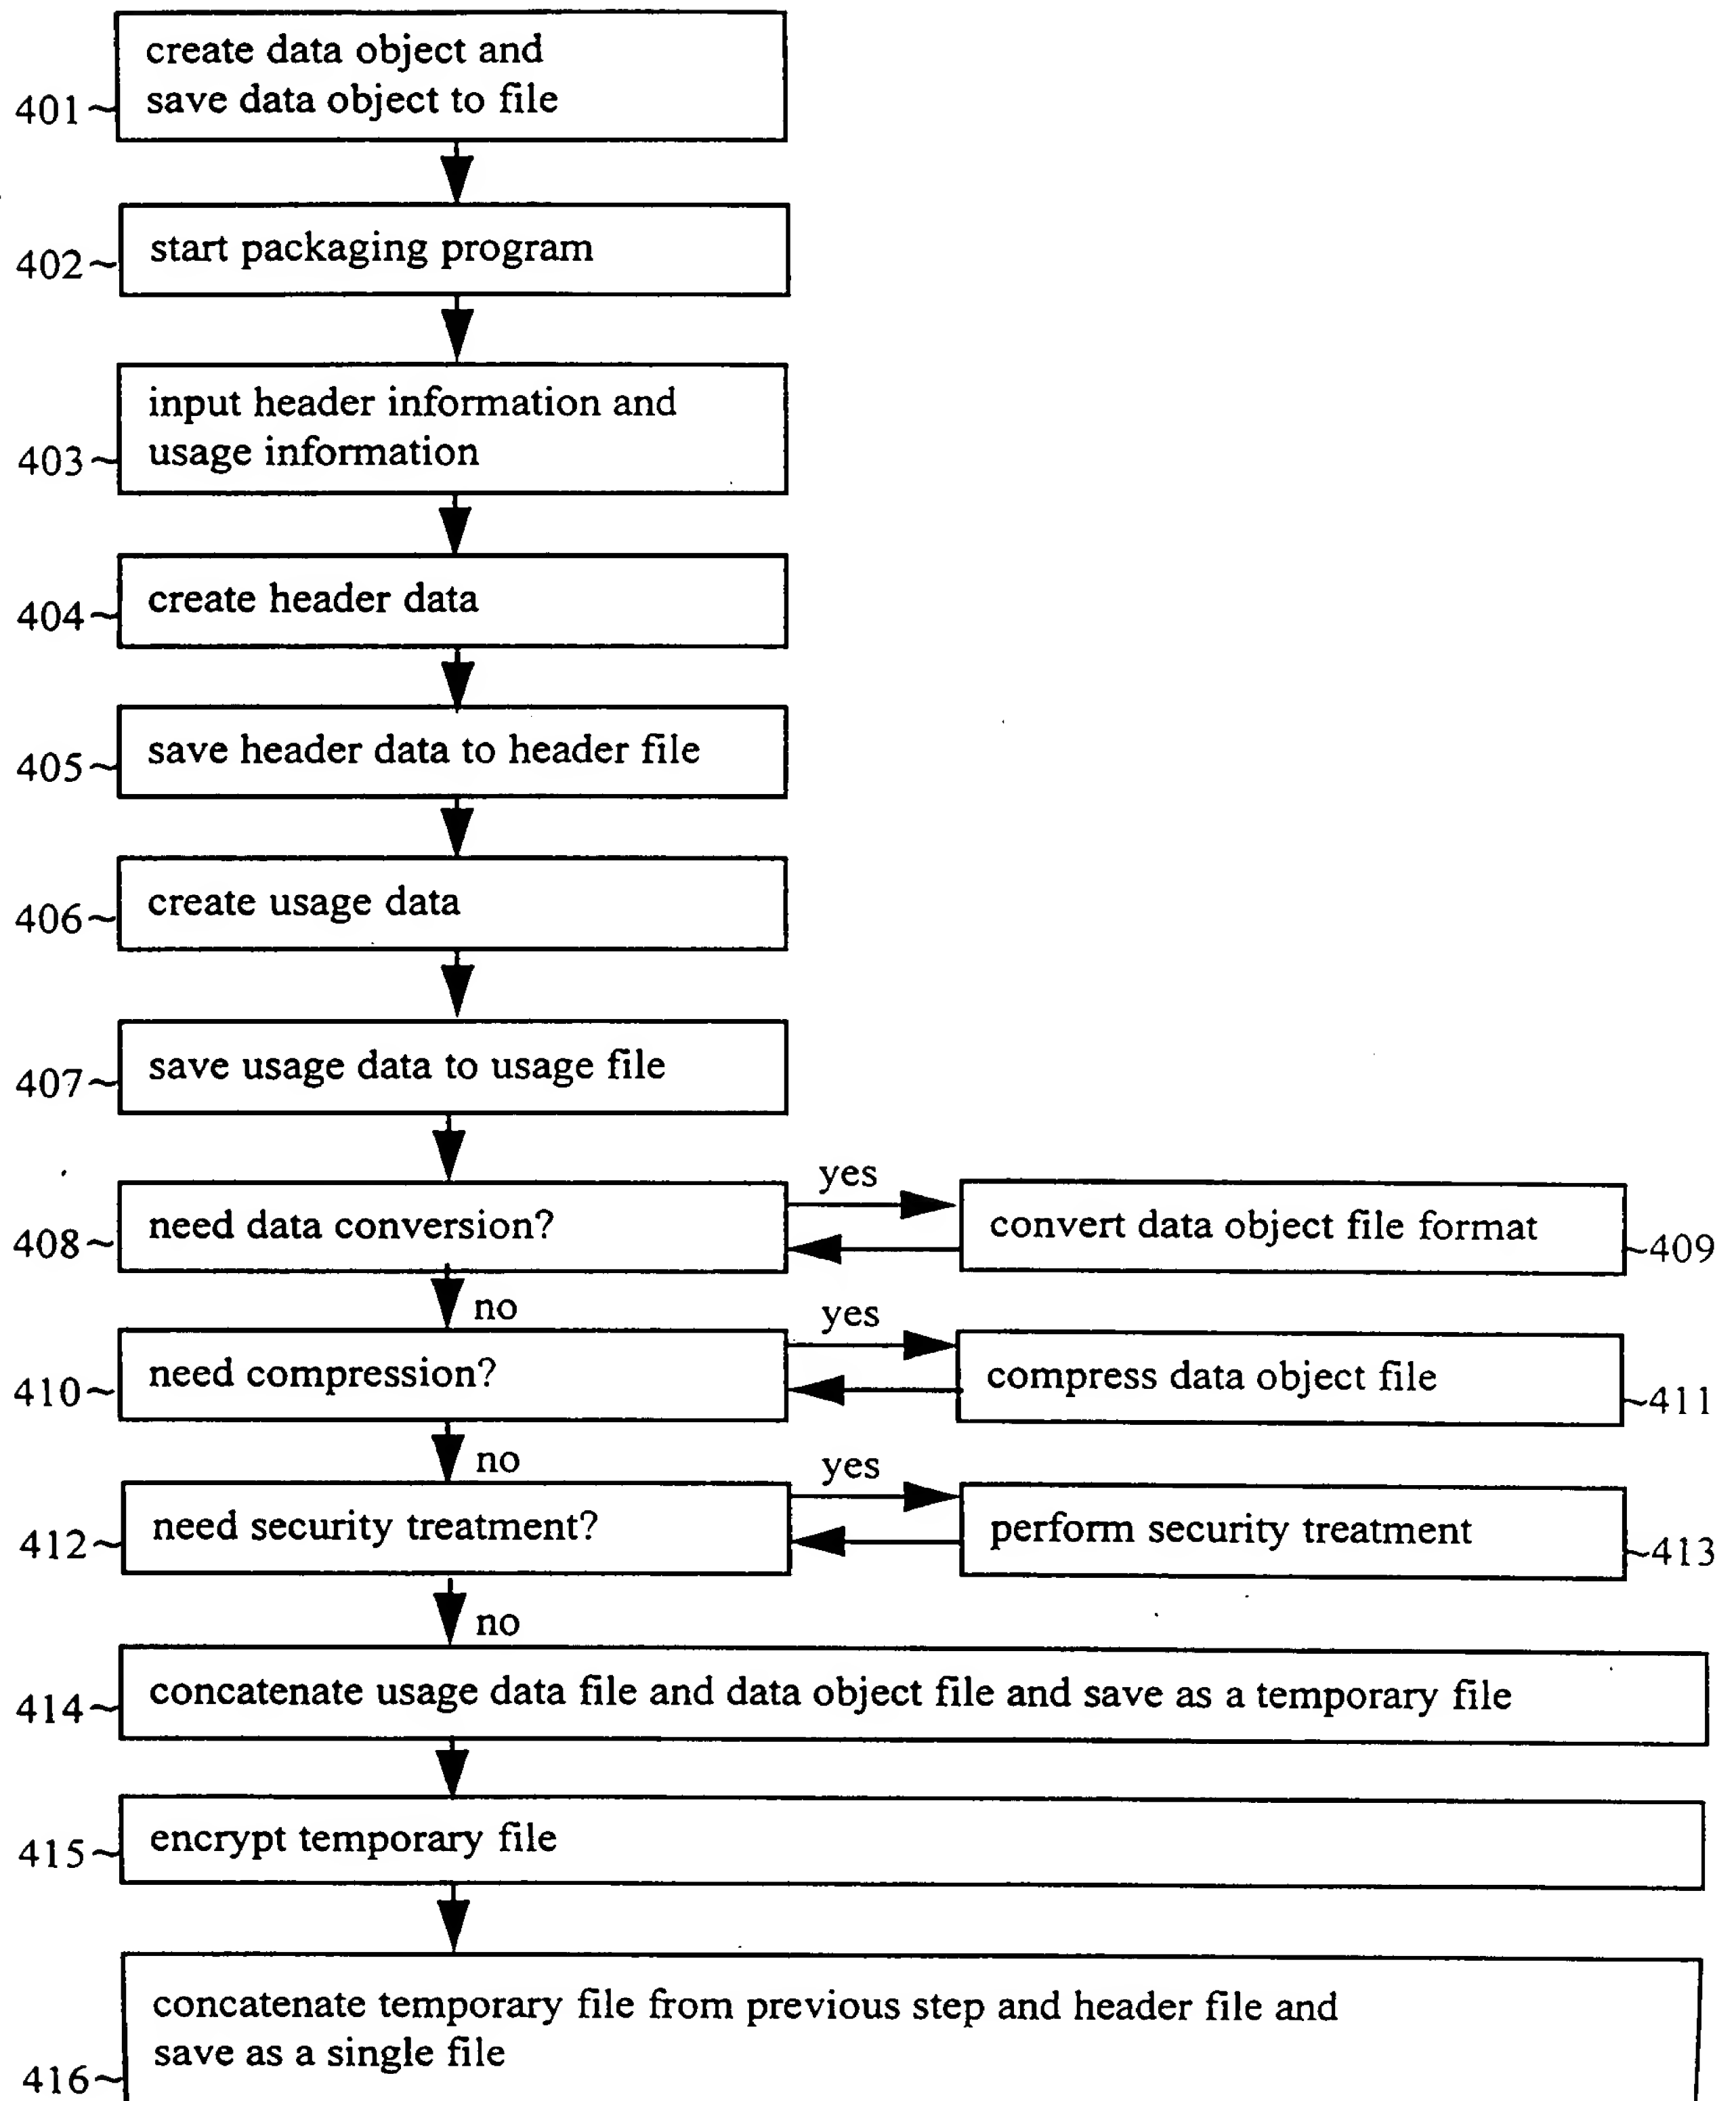 create data object and
save data object to file
401~
start packaging program
402~
input header information and
usage information
403~
create header data
404~
save header data to header file
405~
create usage data
406~
save usage data to usage file
407~
yes
need data conversion?
convert data object file format
408~
~409
no
yes
need compression?
compress data object file
410~
~411
no
yes
need security treatment?
perform security treatment
412~
~413
no
concatenate usage data file and data object file and save as a temporary file
414~
encrypt temporary file
415~
concatenate temporary file from previous step and header file and
save as a single file
416~